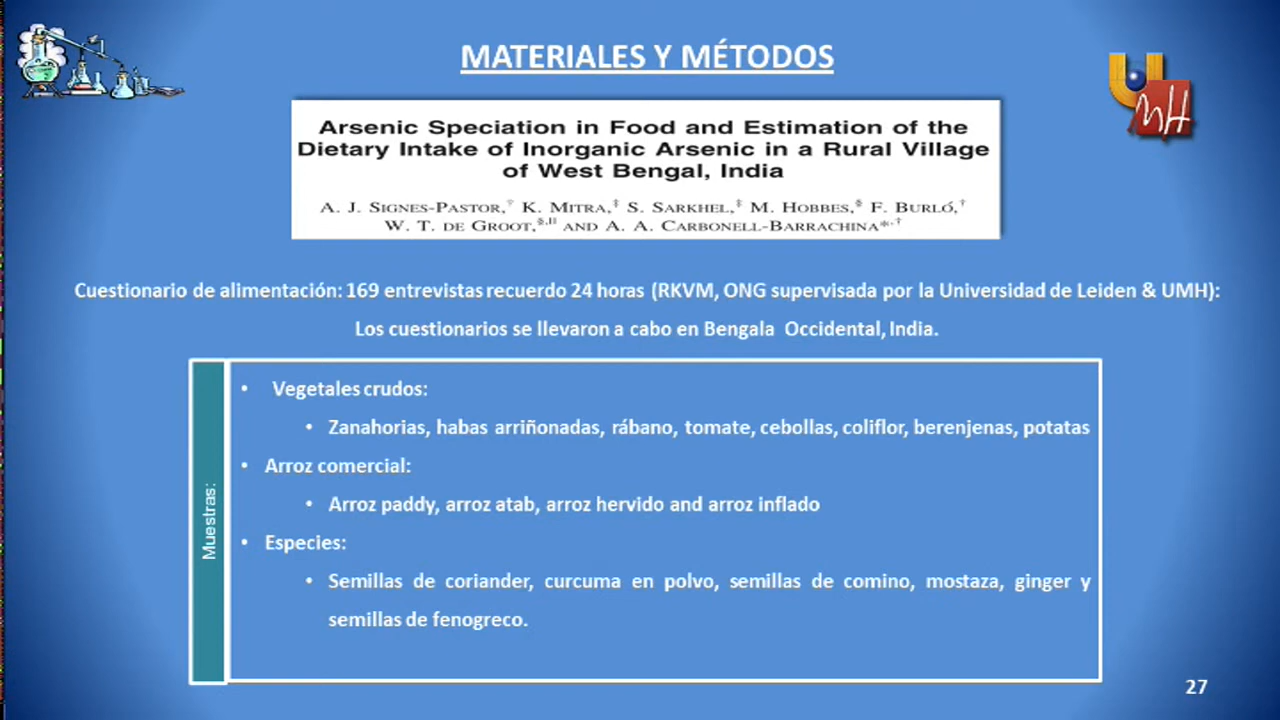 MATERIALES Y MÉTODOS
UMH
Arsenic Speciation in Food and Estimation of the
Dietary Intake of Inorganic Arsenic in a Rural Village
of West Bengal, India
A. J. SIGNES-PASTOR,† K. MITRA,‡ S. SARKHEL,‡ M. HOBBES,§ F. BURLÓ,†
W. T. DE GROOT,§,|| AND A. A. CARBONELL-BARRACHINA*,†
Cuestionario de alimentación: 169 entrevistas recuerdo 24 horas (RKVM, ONG supervisada por la Universidad de Leiden & UMH):
Los cuestionarios se llevaron a cabo en Bengala Occidental, India.
Muestras:
• Vegetales crudos:
• Zanahorias, habas arriñonadas, rábano, tomate, cebollas, coliflor, berenjenas, potatas
• Arroz comercial:
• Arroz paddy, arroz atab, arroz hervido and arroz inflado
• Especies:
• Semillas de coriander, curcuma en polvo, semillas de comino, mostaza, ginger y
semillas de fenogreco.
27